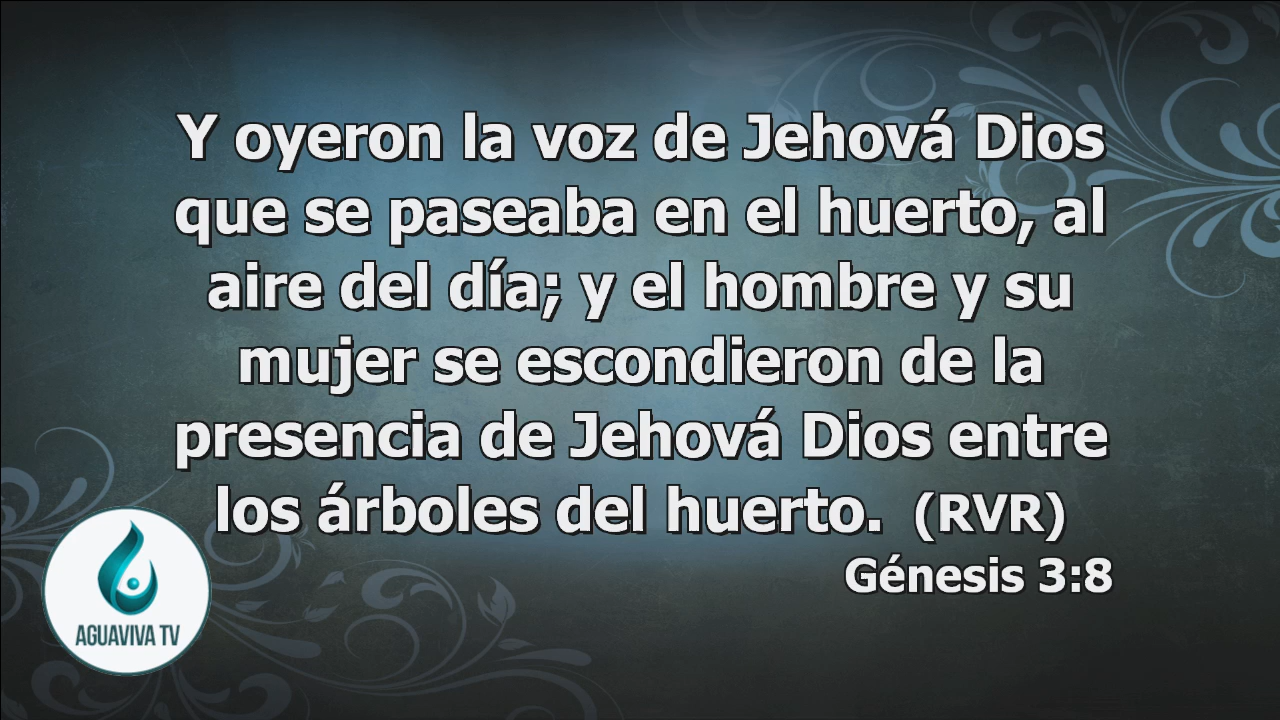 Y oyeron la voz de Jehová Dios
que se paseaba en el huerto, al
aire del día; y el hombre y su
mujer se escondieron de la
presencia de Jehová Dios entre
los árboles del huerto. (RVR)
Génesis 3:8
AGUAVIVA TV